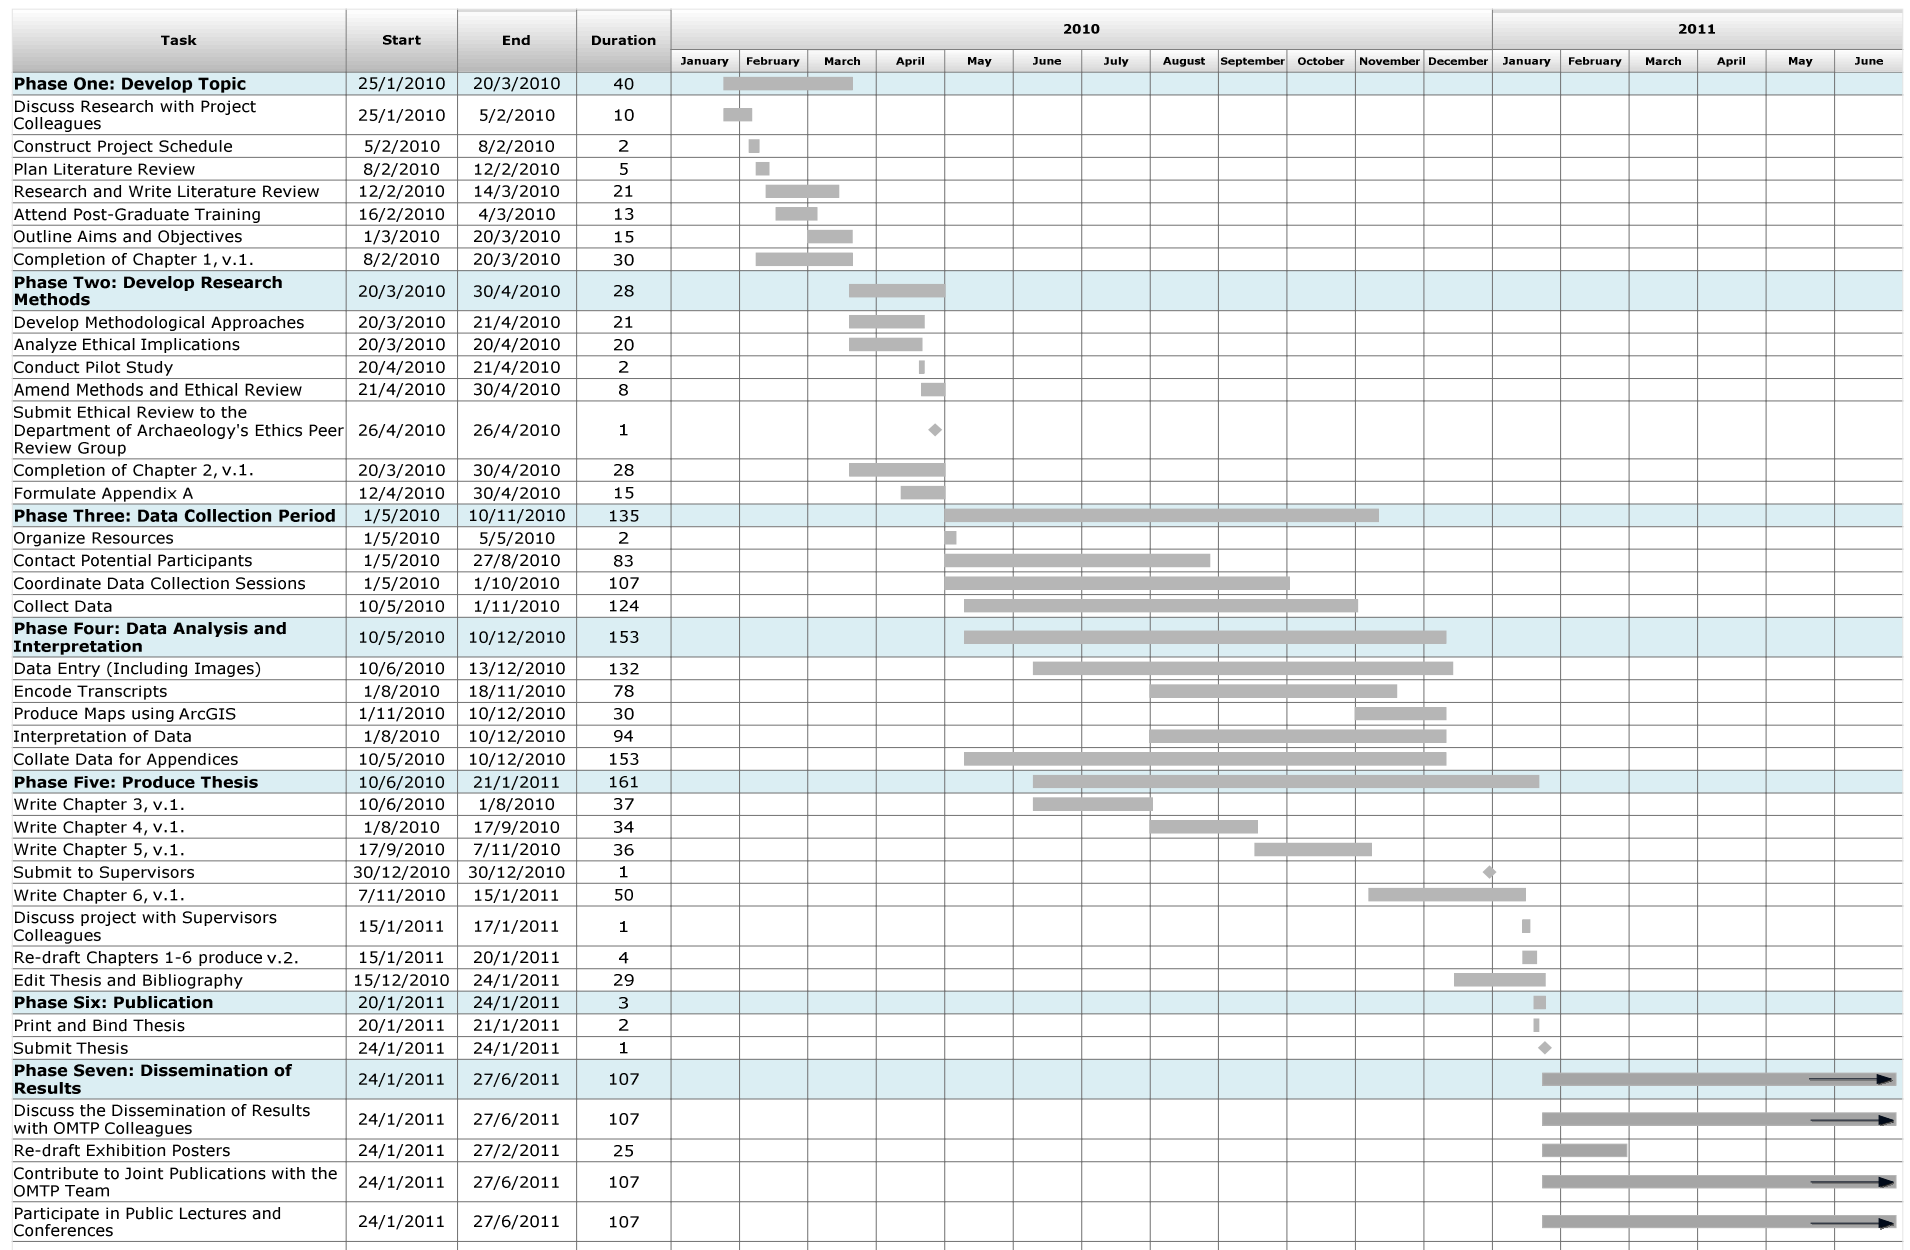 Task Start End Duration 2010 2011
January February March April May June July August September October November December January February March April May June
Phase One: Develop Topic 25/1/2010 20/3/2010 40
Discuss Research with Project
Colleagues 25/1/2010 5/2/2010 10
Construct Project Schedule 5/2/2010 8/2/2010 2
Plan Literature Review 8/2/2010 12/2/2010 5
Research and Write Literature Review 12/2/2010 14/3/2010 21
Attend Post-Graduate Training 16/2/2010 4/3/2010 13
Outline Aims and Objectives 1/3/2010 20/3/2010 15
Completion of Chapter 1, v.1. 8/2/2010 20/3/2010 30
Phase Two: Develop Research
Methods 20/3/2010 30/4/2010 28
Develop Methodological Approaches 20/3/2010 21/4/2010 21
Analyze Ethical Implications 20/3/2010 20/4/2010 20
Conduct Pilot Study 20/4/2010 21/4/2010 2
Amend Methods and Ethical Review 21/4/2010 30/4/2010 8
Submit Ethical Review to the
Department of Archaeology's Ethics Peer 26/4/2010 26/4/2010 1
Review Group
Completion of Chapter 2, v.1. 20/3/2010 30/4/2010 28
Formulate Appendix A 12/4/2010 30/4/2010 15
Phase Three: Data Collection Period 1/5/2010 10/11/2010 135
Organize Resources 1/5/2010 5/5/2010 2
Contact Potential Participants 1/5/2010 27/8/2010 83
Coordinate Data Collection Sessions 1/5/2010 1/10/2010 107
Collect Data 10/5/2010 1/11/2010 124
Phase Four: Data Analysis and
Interpretation 10/5/2010 10/12/2010 153
Data Entry (Including Images) 10/6/2010 13/12/2010 132
Encode Transcripts 1/8/2010 18/11/2010 78
Produce Maps using ArcGIS 1/11/2010 10/12/2010 30
Interpretation of Data 1/8/2010 10/12/2010 94
Collate Data for Appendices 10/5/2010 10/12/2010 153
Phase Five: Produce Thesis 10/6/2010 21/1/2011 161
Write Chapter 3, v.1. 10/6/2010 1/8/2010 37
Write Chapter 4, v.1. 1/8/2010 17/9/2010 34
Write Chapter 5, v.1. 17/9/2010 7/11/2010 36
Submit to Supervisors 30/12/2010 30/12/2010 1
Write Chapter 6, v.1. 7/11/2010 15/1/2011 50
Discuss project with Supervisors
Colleagues 15/1/2011 17/1/2011 1
Re-draft Chapters 1-6 produce v.2. 15/1/2011 20/1/2011 4
Edit Thesis and Bibliography 15/12/2010 24/1/2011 29
Phase Six: Publication 20/1/2011 24/1/2011 3
Print and Bind Thesis 20/1/2011 21/1/2011 2
Submit Thesis 24/1/2011 24/1/2011 1
Phase Seven: Dissemination of
Results 24/1/2011 27/6/2011 107
Discuss the Dissemination of Results
with OMTP Colleagues 24/1/2011 27/6/2011 107
Re-draft Exhibition Posters 24/1/2011 27/2/2011 25
Contribute to Joint Publications with the
OMTP Team 24/1/2011 27/6/2011 107
Participate in Public Lectures and
Conferences 24/1/2011 27/6/2011 107